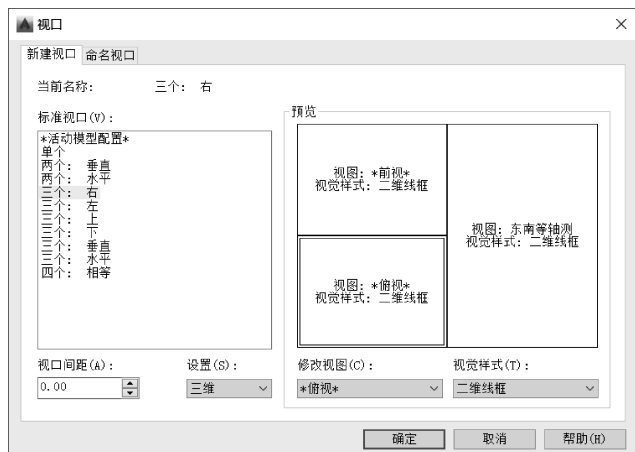 视口
新建视口 命名视口
当前名称: 三个: 右
标准视口(V):
*活动模型配置*
单个
两个: 垂直
两个: 水平
三个: 右
三个: 左
三个: 上
三个: 下
三个: 垂直
三个: 水平
四个: 相等
预览
视图: *前视*
视觉样式: 二维线框
视图: 东南等轴测
视觉样式: 二维线框
视图: *俯视*
视觉样式: 二维线框
视口间距(A): 设置(S): 修改视图(C): 视觉样式(T):
0.00 三维 *俯视* 二维线框
确定 取消 帮助(H)